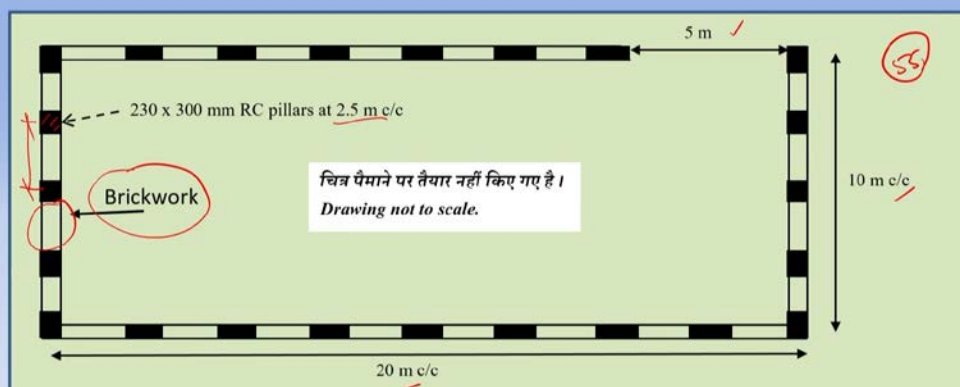 5 m
55
230 x 300 mm RC pillars at 2.5 m c/c
चित्र पैमाने पर तैयार नहीं किए गए है।
Drawing not to scale.
Brickwork
10 m c/c
20 m c/c